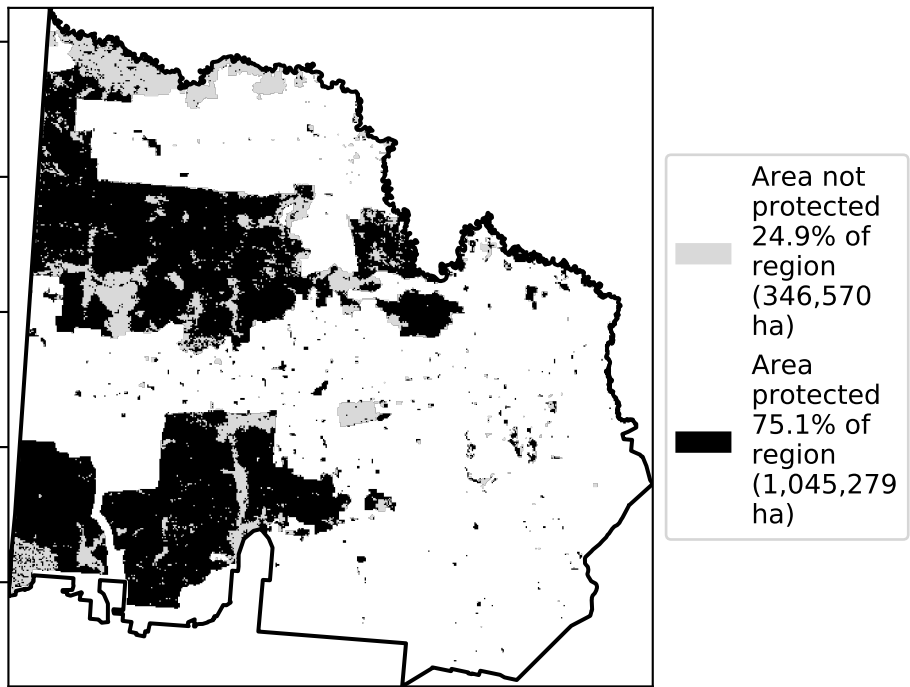 Area not
protected
24.9% of
region
(346,570
ha)
Area
protected
75.1% of
region
(1,045,279
ha)